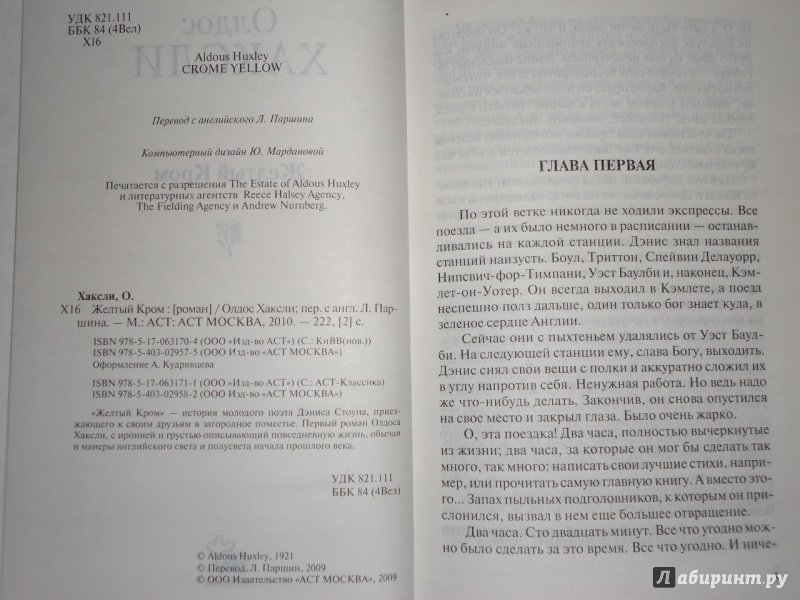 УДК 821.111
ББК 84 (4Вел)
Х16
Aldous Huxley
CROME YELLOW
Перевод с английского Л. Паршина
Компьютерный дизайн Ю. Мардановой
Печатается с разрешения The Estate of Aldous Huxley
и литературных агентств Reece Halsey Agency,
The Fielding Agency и Andrew Nurnberg.
Хаксли, О.
Х16 Желтый Кром : [роман] / Олдос Хаксли; пер. с англ. Л. Пар-
шина. — М.: АСТ: АСТ МОСКВА, 2010. — 222, [2] с.
ISBN 978-5-17-063170-4 (ООО «Изд-во АСТ») (С.: КнВВ(нов.))
ISBN 978-5-403-02957-5 (ООО Изд-во «АСТ МОСКВА»)
Оформление А. Кудрявцева
ISBN 978-5-17-063171-1 (ООО «Изд-во АСТ») (С.: АСТ-Классика)
ISBN 978-5-403-02958-2 (ООО Изд-во «АСТ МОСКВА»)
«Желтый Кром» — история молодого поэта Дэниса Стоуна, приез-
жающего к своим друзьям в загородное поместье. Первый роман Олдоса
Хаксли, с иронией и грустью описывающий повседневную жизнь, обычаи
и манеры английского света и полусвета начала прошлого века.
УДК 821.111
ББК 84 (4Вел)
© Aldous Huxley, 1921
© Перевод. Л. Паршин, 2009
© ООО Издательство «АСТ МОСКВА», 2009
ГЛАВА ПЕРВАЯ
По этой ветке никогда не ходили экспрессы. Все
поезда — а их было немного в расписании — останав-
ливались на каждой станции. Дэнис знал названия
станций наизусть. Боул, Триттон, Спейвин Делауорр,
Нипсвич-фор-Тимпани, Уэст Баулби и, наконец, Кэм-
лет-он-Уотер. Он всегда выходил в Кэмлете, а поезд
неспешно полз дальше, один только бог знает куда, в
зеленое сердце Англии.
Сейчас они с пыхтеньем удалялись от Уэст Баул-
би. На следующей станции ему, слава Богу, выходить.
Дэнис снял свои вещи с полки и аккуратно сложил их
в углу напротив себя. Ненужная работа. Но ведь надо
же что-нибудь делать. Закончив, он снова опустился
на свое место и закрыл глаза. Было очень жарко.
О, эта поездка! Два часа, полностью вычеркнутые
из жизни; два часа, за которые он мог бы сделать так
много, так много: написать свои лучшие стихи, напри-
мер, или прочитать самую главную книгу. А вместо это-
го... Запах пыльных подголовников, к которым он при-
слонился, вызвал в нем еще большее отвращение.
Два часа. Сто двадцать минут. Все что угодно мож-
но было сделать за это время. Все что угодно. И ниче-
Лабиринт.ру